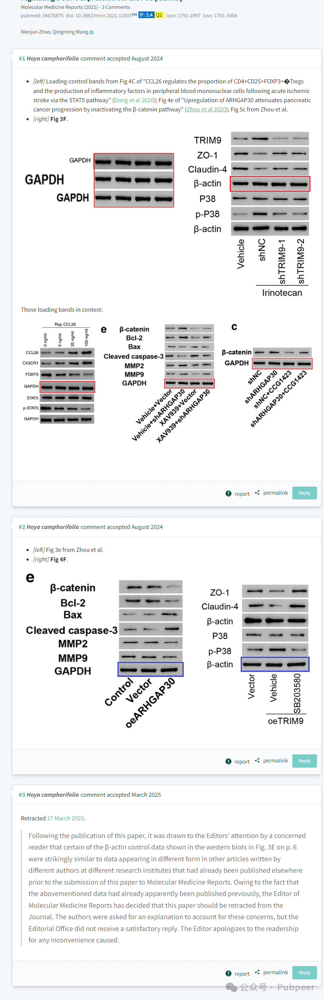 Molecular Medicine Reports (2021) - 3 Comments
pubmed: 34676875 doi: 10.3892/mmr.2021.12507 IF: 3.4 Q2 issn: 1791-2997 issn: 1791-3004
Wenjun Zhao, Qingming Wang
#1 Hoya camphorifolia comment accepted August 2024
• [left] Loading-control bands from Fig 4C of "CCL26 regulates the proportion of CD4+CD25+FOXP3+�Tregs
and the production of inflammatory factors in peripheral blood mononuclear cells following acute ischemic
stroke via the STAT5 pathway" (Dong et al 2020); Fig 4e of "Upregulation of ARHGAP30 attenuates pancreatic
cancer progression by inactivating the β-catenin pathway" (Zhou et al 2020); Fig 5c from Zhou et al.
• [right] Fig 3F.
GAPDH
GAPDH
GAPDH
TRIM9
ZO-1
Claudin-4
β-actin
P38
p-P38
β-actin
Vehicle
shNC
shTRIM9-1
shTRIM9-2
Irinotecan
Those loading bands in context:
Rep CCL26
0 ng/ml
5 ng/ml
25 ng/ml
100 ng/ml
CCL26
CX3CR1
FOXP3
GAPDH
STAT5
p-STAT5
GAPDH
e
β-catenin
Bcl-2
Bax
Cleaved caspase-3
MMP2
MMP9
GAPDH
Vehicle+Vector
Vehicle+shARHGAP30
XAV939+Vector
XAV939+shARHGAP30
c
β-catenin
GAPDH
shNC
shARHGAP30
shNC+CCG1423
shARHGAP30+CCG1423
report permalink Reply
#2 Hoya camphorifolia comment accepted August 2024
• [left] Fig 3e from Zhou et al.
• [right] Fig 4F.
e
β-catenin
Bcl-2
Bax
Cleaved caspase-3
MMP2
MMP9
GAPDH
Control
Vector
oeARHGAP30
ZO-1
Claudin-4
β-actin
P38
p-P38
β-actin
Vector
Vehicle
SB203580
oeTRIM9
report permalink Reply
#3 Hoya camphorifolia comment accepted March 2025
Retracted 27 March 2025.
Following the publication of this paper, it was drawn to the Editors’ attention by a concerned
reader that certain of the β-actin control data shown in the western blots in Fig. 3E on p. 6
were strikingly similar to data appearing in different form in other articles written by
different authors at different research institutes that had already been published elsewhere
prior to the submission of this paper to Molecular Medicine Reports. Owing to the fact that
the abovementioned data had already apparently been published previously, the Editor of
Molecular Medicine Reports has decided that this paper should be retracted from the
Journal. The authors were asked for an explanation to account for these concerns, but the
Editorial Office did not receive a satisfactory reply. The Editor apologizes to the readership
for any inconvenience caused.
report permalink Reply
公众号 · Pubpeer